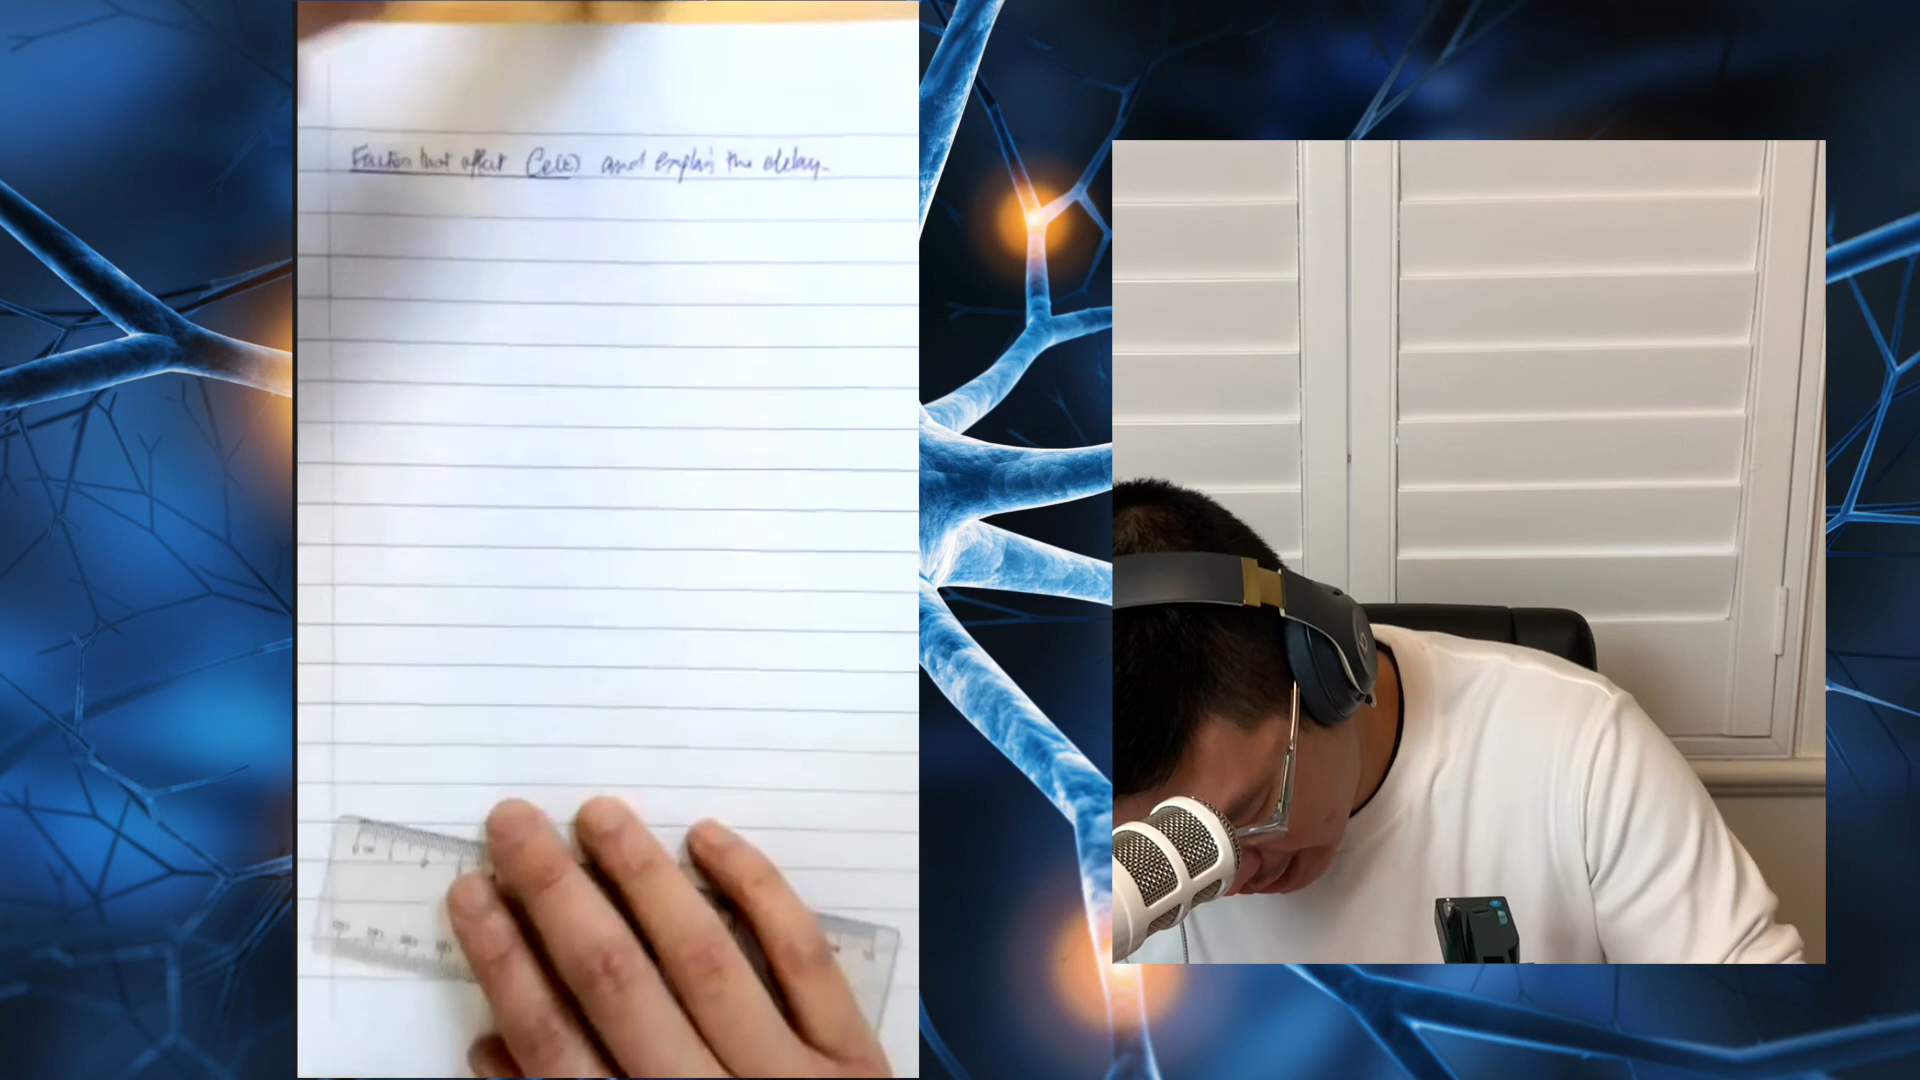 Factors that affect Ce(t) and explain the delay.